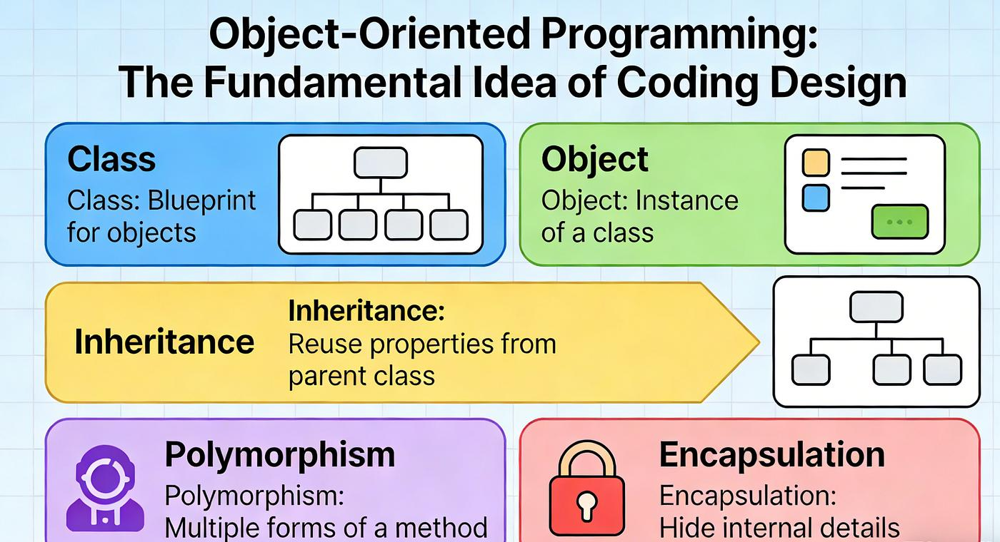 Object-Oriented Programming:
The Fundamental Idea of Coding Design
Class
Class: Blueprint
for objects
Object
Object: Instance
of a class
Inheritance
Inheritance:
Reuse properties from
parent class
Polymorphism
Polymorphism:
Multiple forms of a method
Encapsulation
Encapsulation:
Hide internal details